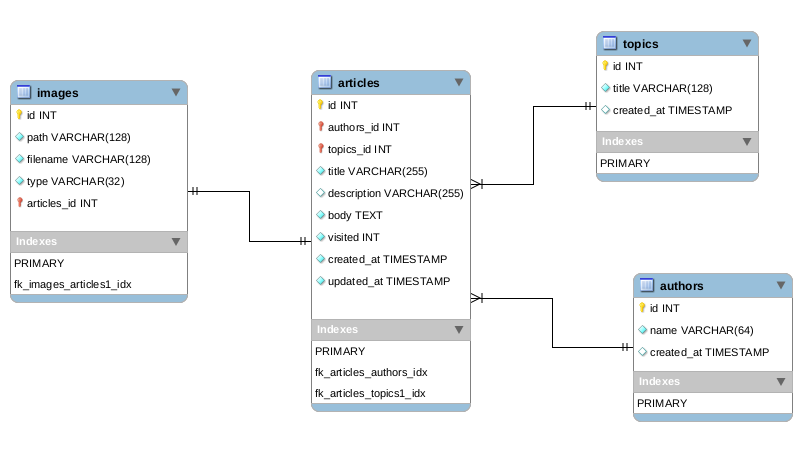 images
id INT
path VARCHAR(128)
filename VARCHAR(128)
type VARCHAR(32)
articles_id INT
Indexes
PRIMARY
fk_images_articles1_idx
articles
id INT
authors_id INT
topics_id INT
title VARCHAR(255)
description VARCHAR(255)
body TEXT
visited INT
created_at TIMESTAMP
updated_at TIMESTAMP
Indexes
PRIMARY
fk_articles_authors_idx
fk_articles_topics1_idx
topics
id INT
title VARCHAR(128)
created_at TIMESTAMP
Indexes
PRIMARY
authors
id INT
name VARCHAR(64)
created_at TIMESTAMP
Indexes
PRIMARY